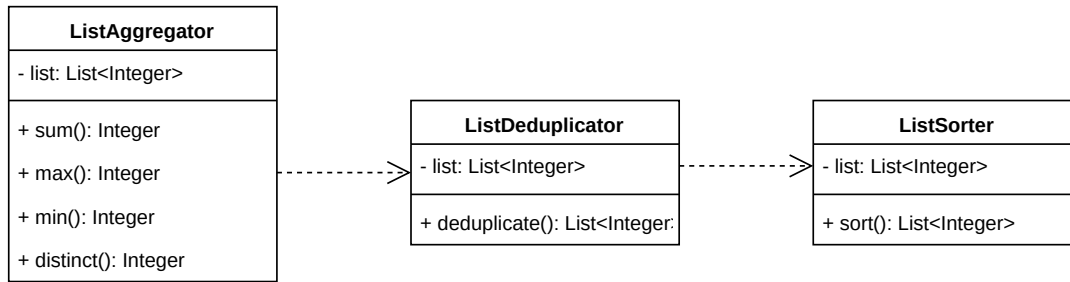 ListAggregator
- list: List<Integer>
+ sum(): Integer
+ max(): Integer
+ min(): Integer
+ distinct(): Integer
ListDeduplicator
- list: List<Integer>
+ deduplicate(): List<Integer>
ListSorter
- list: List<Integer>
+ sort(): List<Integer>